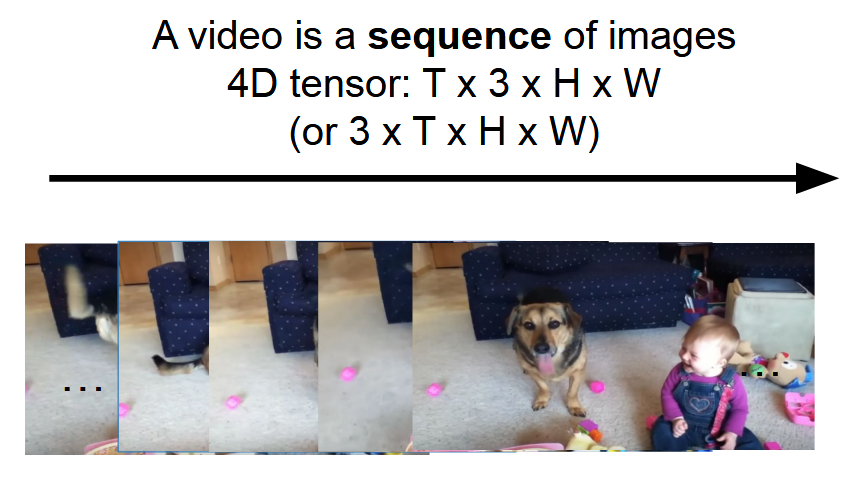 A video is a sequence of images
4D tensor: T x 3 x H x W
(or 3 x T x H x W)
...
...